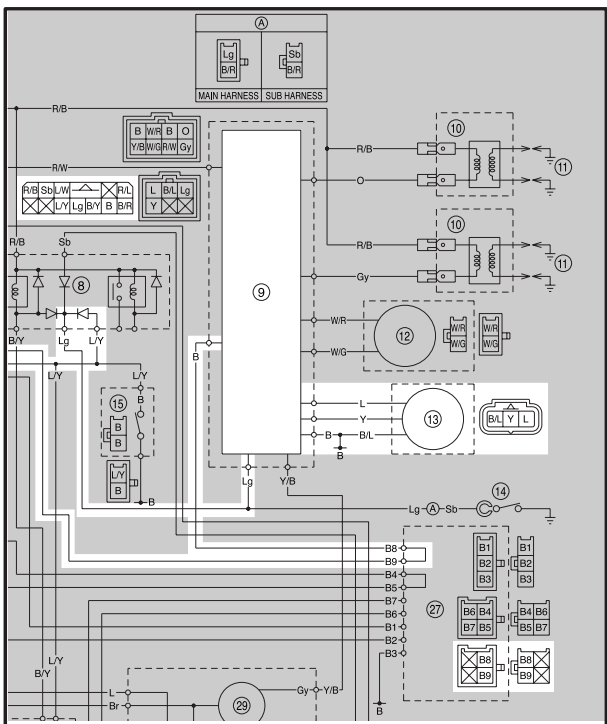 A
Lg Sb
B/R B/R
MAIN HARNESS SUB HARNESS
R/B
B W/R B O
Y/B W/G R/W Gy
10
R/B
11
R/W
O
R/B Sb L/W R/L
L/Y Lg B/Y B B/R
L B/L Lg
Y
R/B Sb
10
R/B
11
8
9
Gy
W/R
12
W/R W/R
W/G W/G
B/Y Lg L/Y
B
W/G
L/Y L/Y
15
B
B
B
L
Y
B B/L
B
13
B/L Y L
L/Y
B
B
Lg Y/B
14
Lg A Sb
B8
B9
B4
B5
B7
B6
B1
B2
B3
27
B1 B1
B2 B2
B3 B3
B6 B4 B4 B6
B7 B5 B5 B7
B8 B8
B9 B9
L/Y
B/Y
L
Br
29
Gy Y/B
B